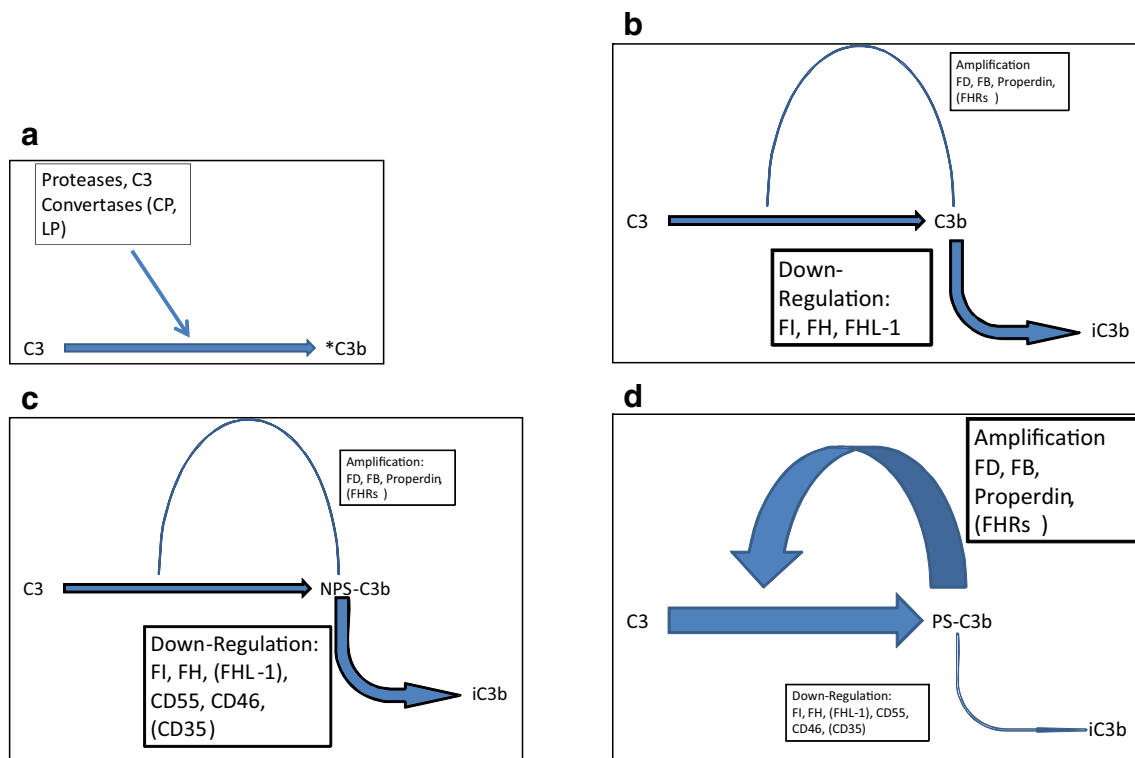 a
Proteases, C3
Convertases (CP,
LP)
C3
*C3b
b
Amplification
FD, FB, Properdin,
(FHRs )
C3
C3b
Down-
Regulation:
FI, FH, FHL-1
iC3b
c
Amplification:
FD, FB, Properdin,
(FHRs )
C3
NPS-C3b
Down-Regulation:
FI, FH, (FHL-1),
CD55, CD46,
(CD35)
iC3b
d
Amplification
FD, FB,
Properdin,
(FHRs )
C3
PS-C3b
Down-Regulation:
FI, FH, (FHL-1), CD55,
CD46, (CD35)
iC3b